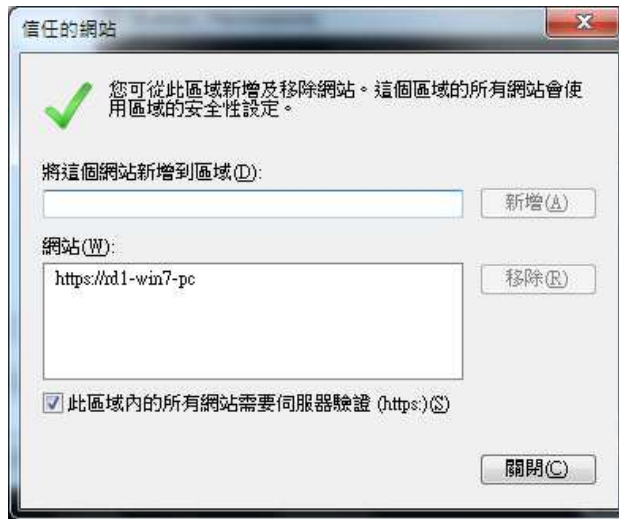 信任的網站
您可從此區域新增及移除網站。這個區域的所有網站會使
用區域的安全性設定。
將這個網站新增到區域(D):
新增(A)
網站(W):
https://rd1-win7-pc
移除(R)
此區域內的所有網站需要伺服器驗證 (https:)(S)
關閉(C)